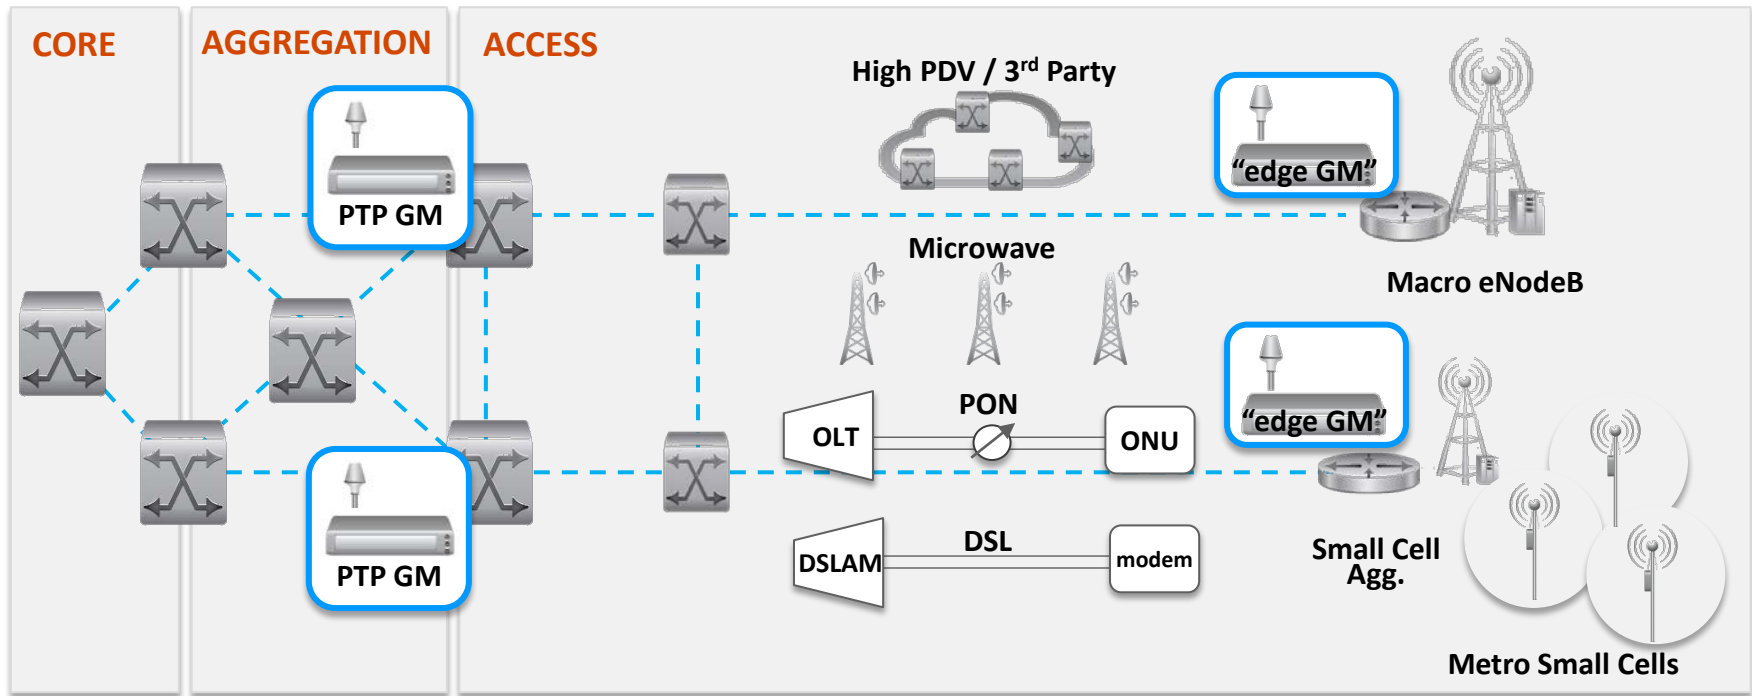 CORE
AGGREGATION
ACCESS
High PDV / 3rd Party
“edge GM”
PTP GM
Microwave
Macro eNodeB
PON
OLT
ONU
“edge GM”
DSL
DSLAM
modem
PTP GM
Small Cell
Agg.
Metro Small Cells